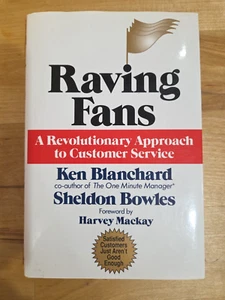 Raving
Fans
A Revolutionary Approach
to Customer Service
Ken Blanchard
co-author of The One Minute Manager®
Sheldon Bowles
Foreword by
Harvey Mackay
Satisfied
Customers
Just Aren't
Good
Enough